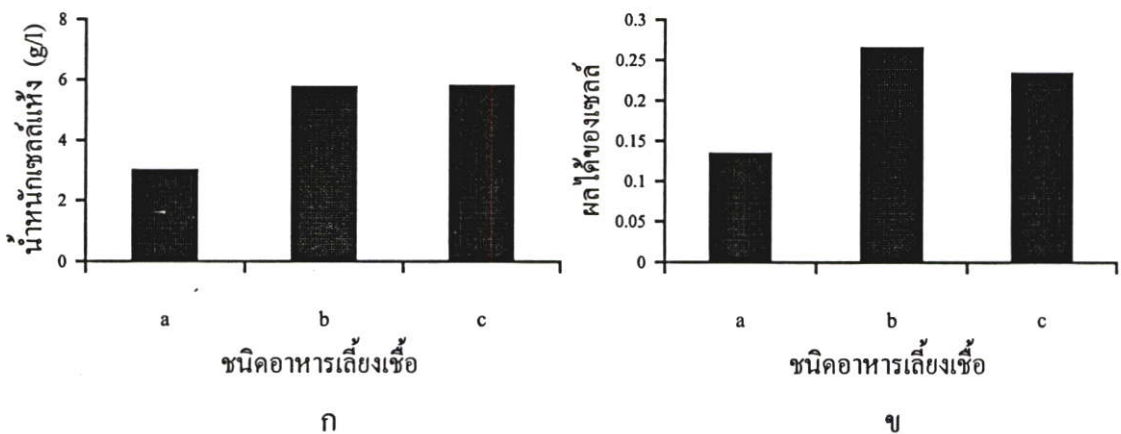 น้ำหนักเซลล์แห้ง (g/l)
8
6
4
2
0
a b c
ชนิดอาหารเลี้ยงเชื้อ
ก
ผลได้ของเซลล์
0.3
0.25
0.2
0.15
0.1
0.05
0
a b c
ชนิดอาหารเลี้ยงเชื้อ
ข